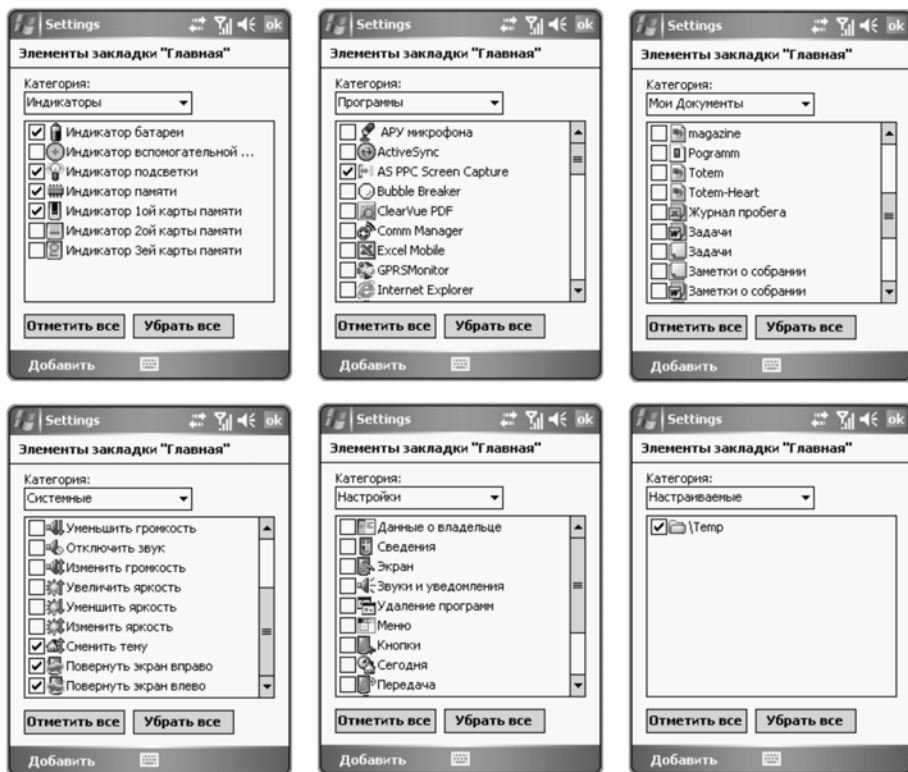 Settings ok
Элементы закладки "Главная"
Категория:
Индикаторы
Индикатор батареи
Индикатор вспомогательной ...
Индикатор подсветки
Индикатор памяти
Индикатор 1ой карты памяти
Индикатор 2ой карты памяти
Индикатор 3ей карты памяти
Отметить все Убрать все
Добавить
Settings ok
Элементы закладки "Главная"
Категория:
Программы
АРУ микрофона
ActiveSync
AS PPC Screen Capture
Bubble Breaker
ClearVue PDF
Comm Manager
Excel Mobile
GPRSMonitor
Internet Explorer
Отметить все Убрать все
Добавить
Settings ok
Элементы закладки "Главная"
Категория:
Мои Документы
magazine
Pogramm
Totem
Totem-Heart
Журнал пробега
Задачи
Задачи
Заметки о собрании
Заметки о собрании
Отметить все Убрать все
Добавить
Settings ok
Элементы закладки "Главная"
Категория:
Системные
Уменьшить громкость
Отключить звук
Изменить громкость
Увеличить яркость
Уменшить яркость
Изменить яркость
Сменить тему
Повернуть экран вправо
Повернуть экран влево
Отметить все Убрать все
Добавить
Settings ok
Элементы закладки "Главная"
Категория:
Настройки
Данные о владельце
Сведения
Экран
Звуки и уведомления
Удаление программ
Меню
Кнопки
Сегодня
Передача
Отметить все Убрать все
Добавить
Settings ok
Элементы закладки "Главная"
Категория:
Настраиваемые
\Temp
Отметить все Убрать все
Добавить